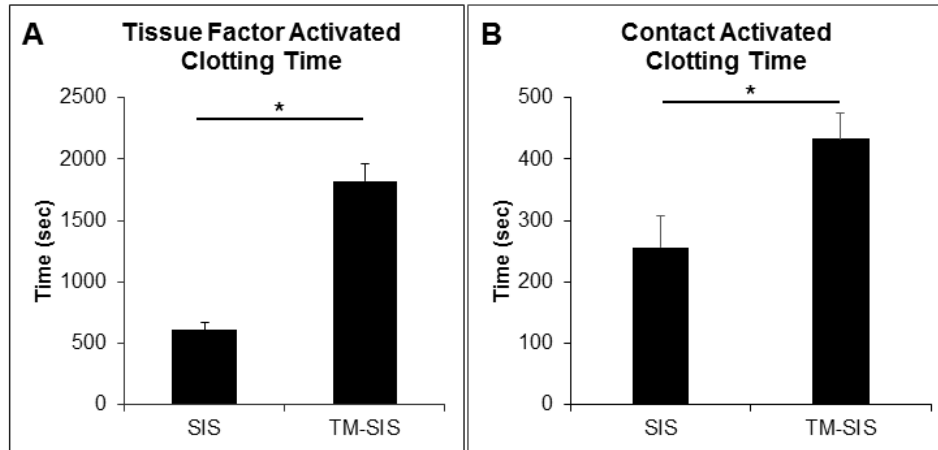 A
Tissue Factor Activated
Clotting Time
2500
2000
1500
1000
500
0
Time (sec)
*
SIS
TM-SIS
B
Contact Activated
Clotting Time
500
400
300
200
100
0
Time (sec)
*
SIS
TM-SIS